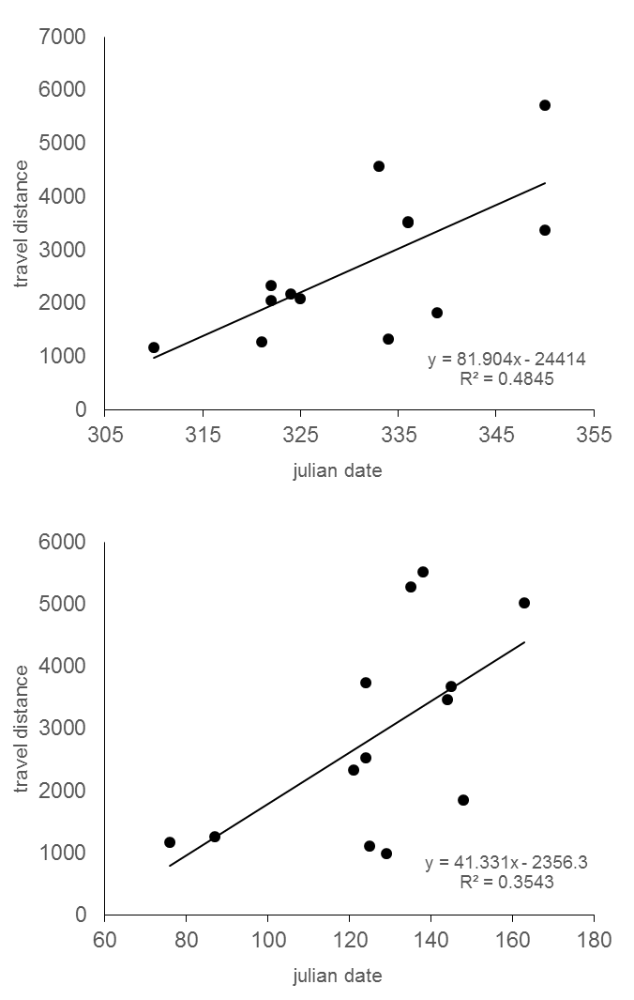 7000
6000
5000
4000
3000
2000
1000
0
travel distance
y = 81.904x - 24414
R² = 0.4845
305 315 325 335 345 355
julian date
6000
5000
4000
3000
2000
1000
0
travel distance
y = 41.331x - 2356.3
R² = 0.3543
60 80 100 120 140 160 180
julian date